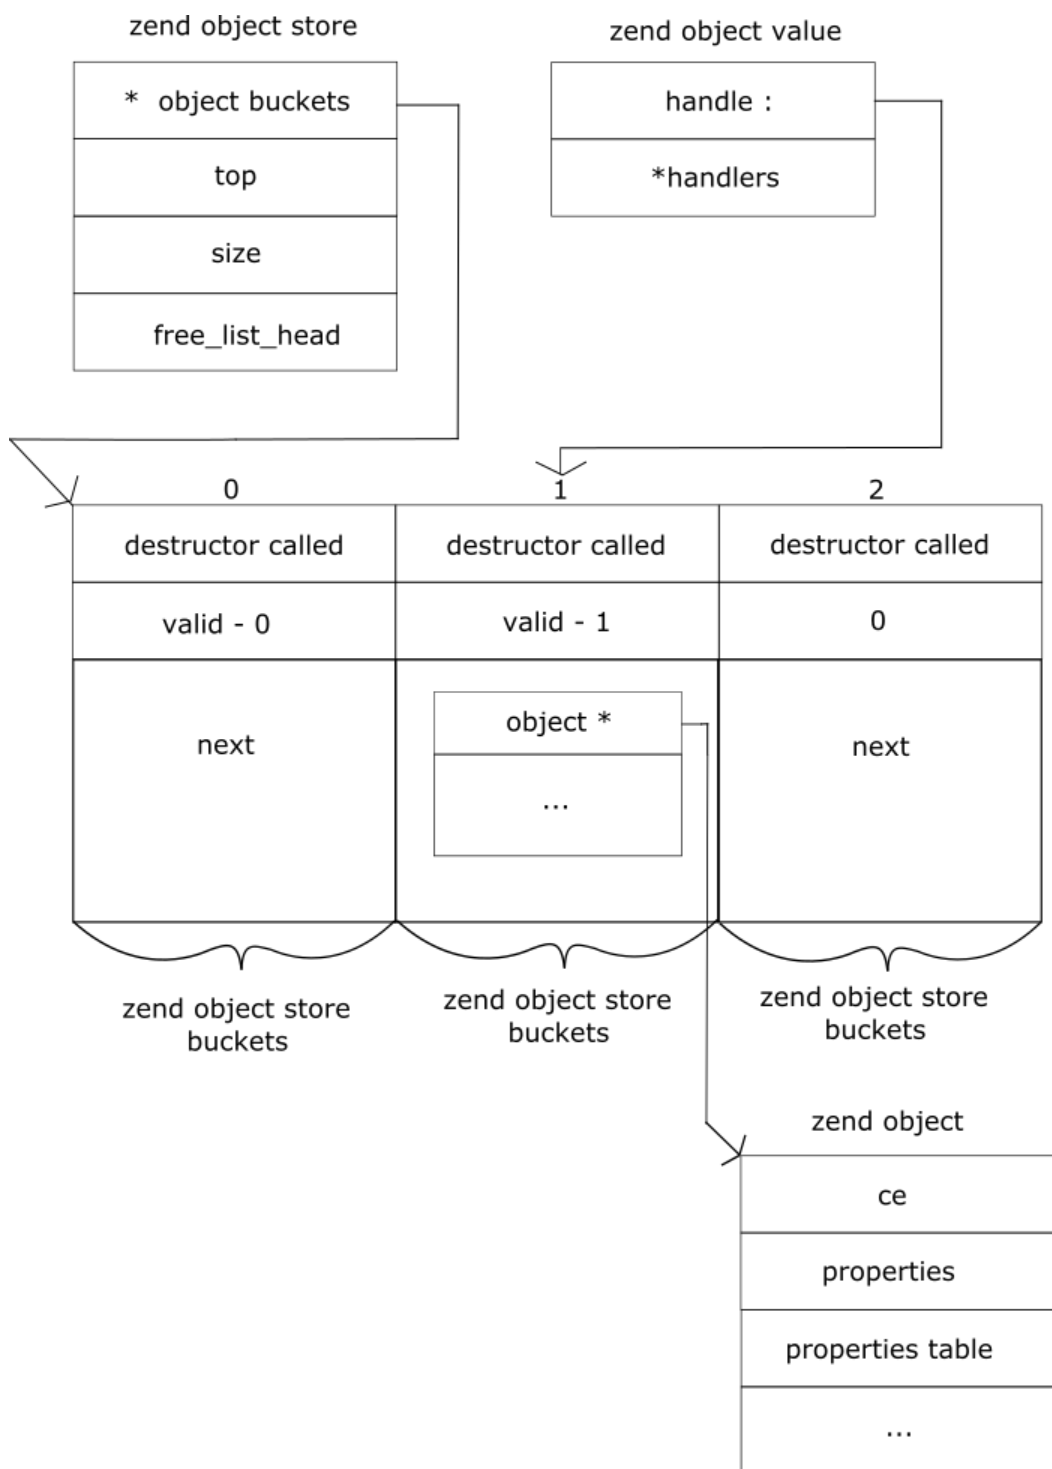 zend object store
zend object value
* object buckets
top
size
free_list_head
handle :
*handlers
0
1
2
destructor called
destructor called
destructor called
valid - 0
valid - 1
0
next
object *
...
next
zend object store
buckets
zend object store
buckets
zend object store
buckets
zend object
ce
properties
properties table
...